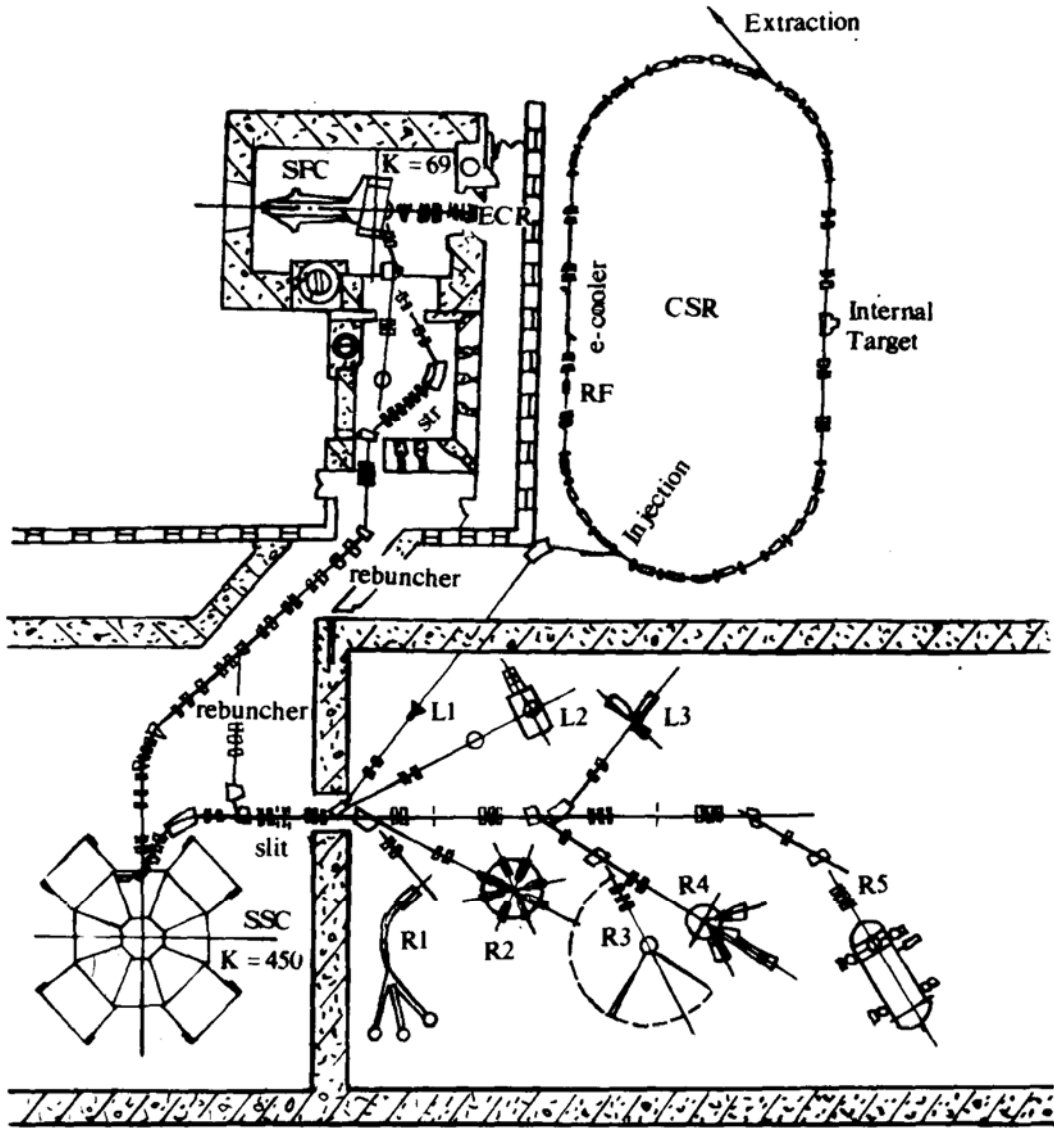 Extraction
SFC
K = 69
ECR
e-cooler
CSR
Internal
Target
RF
str
Injection
rebuncher
rebuncher
L1
L2
L3
slit
SSC
K = 450
R1
R2
R3
R4
R5